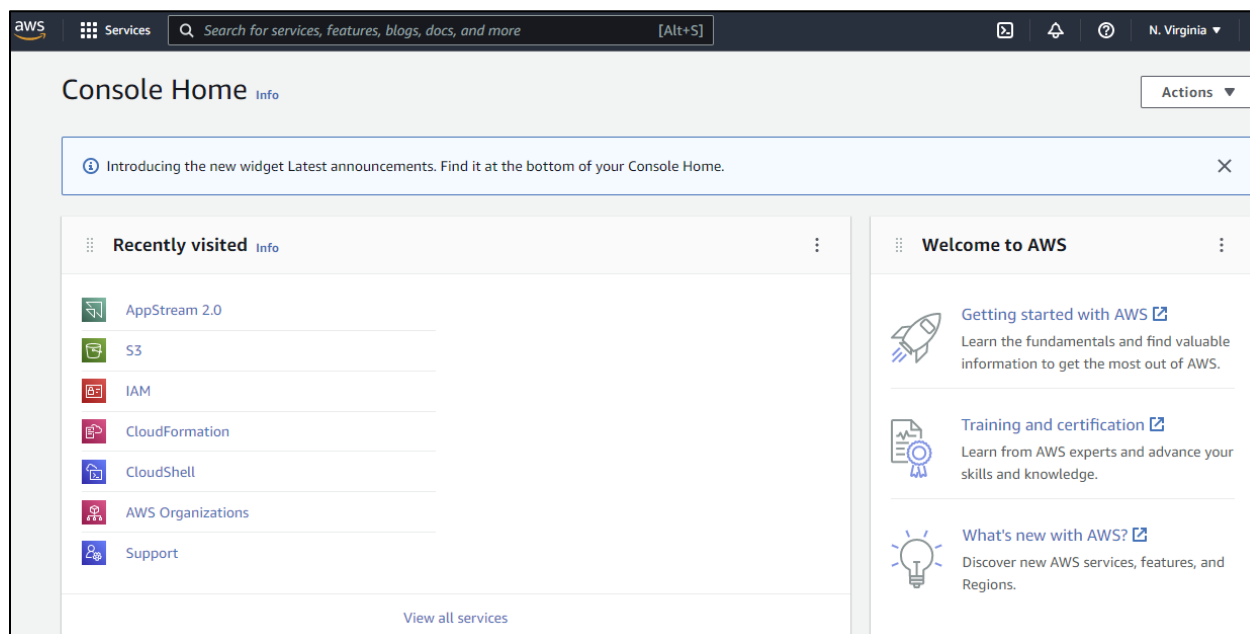 aws
Services
Search for services, features, blogs, docs, and more
[Alt+S]
N. Virginia
Console Home Info
Actions
Introducing the new widget Latest announcements. Find it at the bottom of your Console Home.
Recently visited Info
AppStream 2.0
S3
IAM
CloudFormation
CloudShell
AWS Organizations
Support
View all services
Welcome to AWS
Getting started with AWS
Learn the fundamentals and find valuable
information to get the most out of AWS.
Training and certification
Learn from AWS experts and advance your
skills and knowledge.
What's new with AWS?
Discover new AWS services, features, and
Regions.